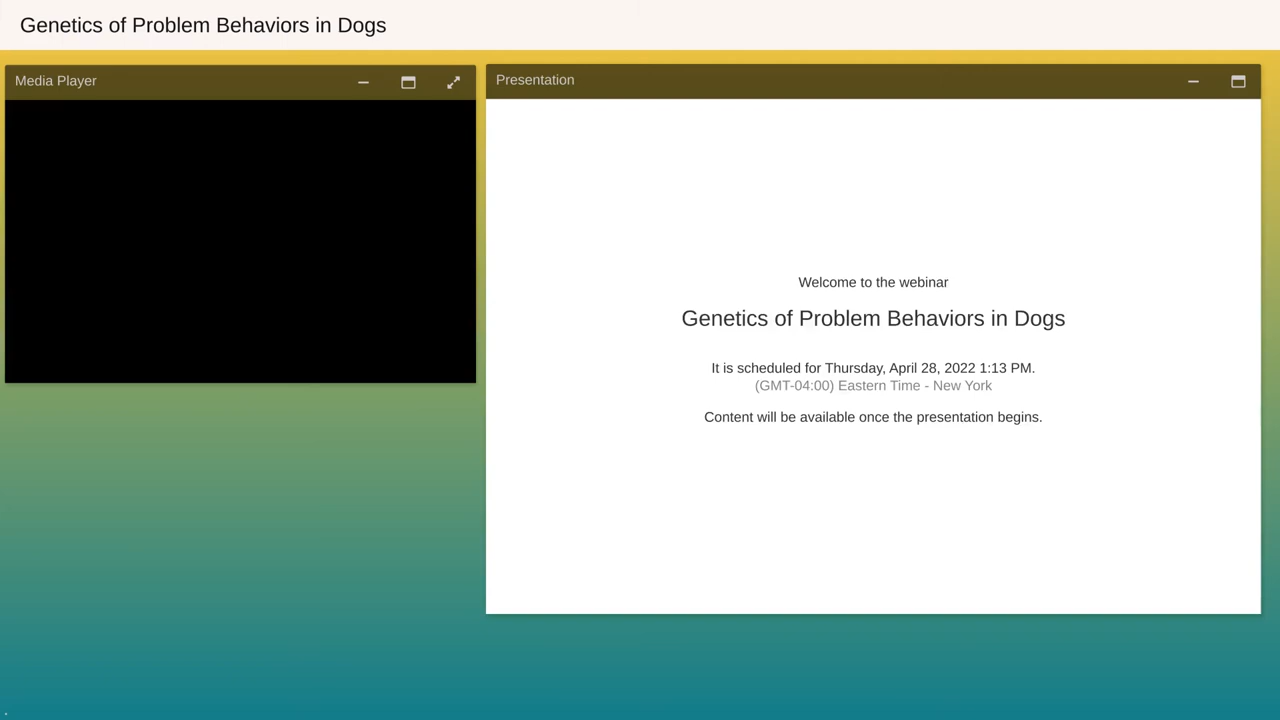 Genetics of Problem Behaviors in Dogs
Media Player
Presentation
Welcome to the webinar
Genetics of Problem Behaviors in Dogs
It is scheduled for Thursday, April 28, 2022 1:13 PM.
(GMT-04:00) Eastern Time - New York
Content will be available once the presentation begins.